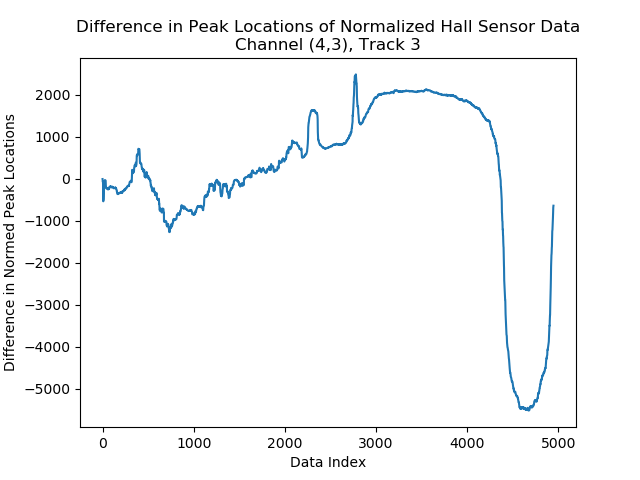 Difference in Peak Locations of Normalized Hall Sensor Data
Channel (4,3), Track 3
Difference in Normed Peak Locations
2000
1000
0
−1000
−2000
−3000
−4000
−5000
0 1000 2000 3000 4000 5000
Data Index